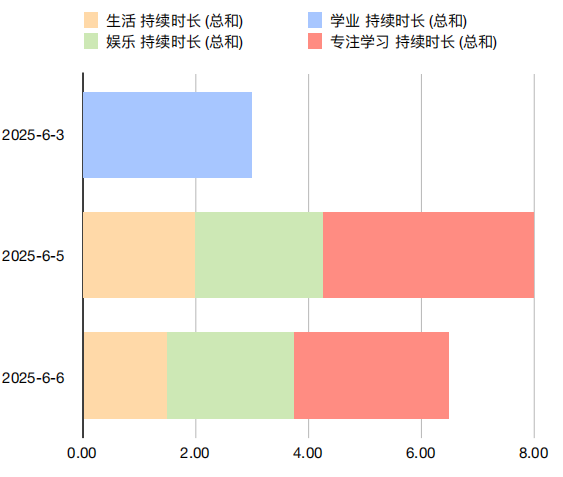 生活 持续时长 (总和) 学业 持续时长 (总和)
娱乐 持续时长 (总和) 专注学习 持续时长 (总和)
2025-6-3
2025-6-5
2025-6-6
0.00 2.00 4.00 6.00 8.00